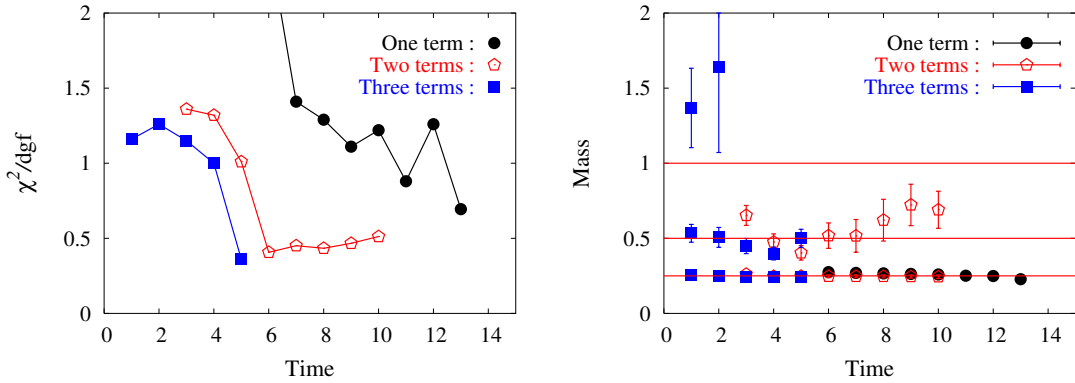 2
1.5
1
0.5
0
0 2 4 6 8 10 12 14
χ²/dgf
Time
One term :
Two terms :
Three terms :
2
1.5
1
0.5
0
0 2 4 6 8 10 12 14
Mass
Time
One term :
Two terms :
Three terms :